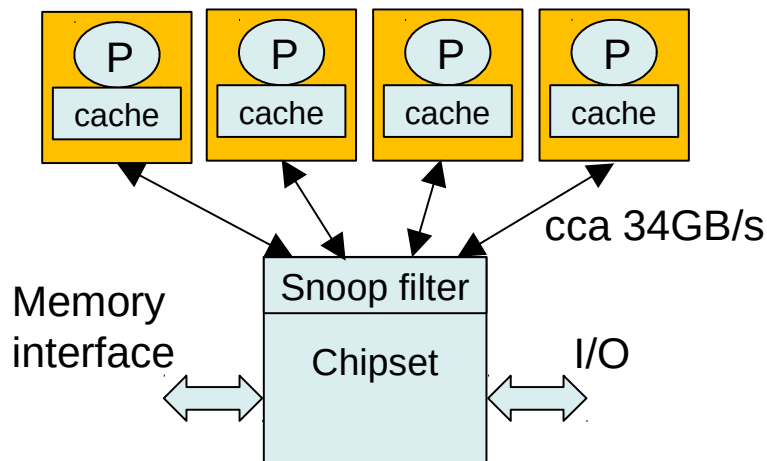 P
P
P
P
cache
cache
cache
cache
cca 34GB/s
Snoop filter
Memory
interface
Chipset
I/O